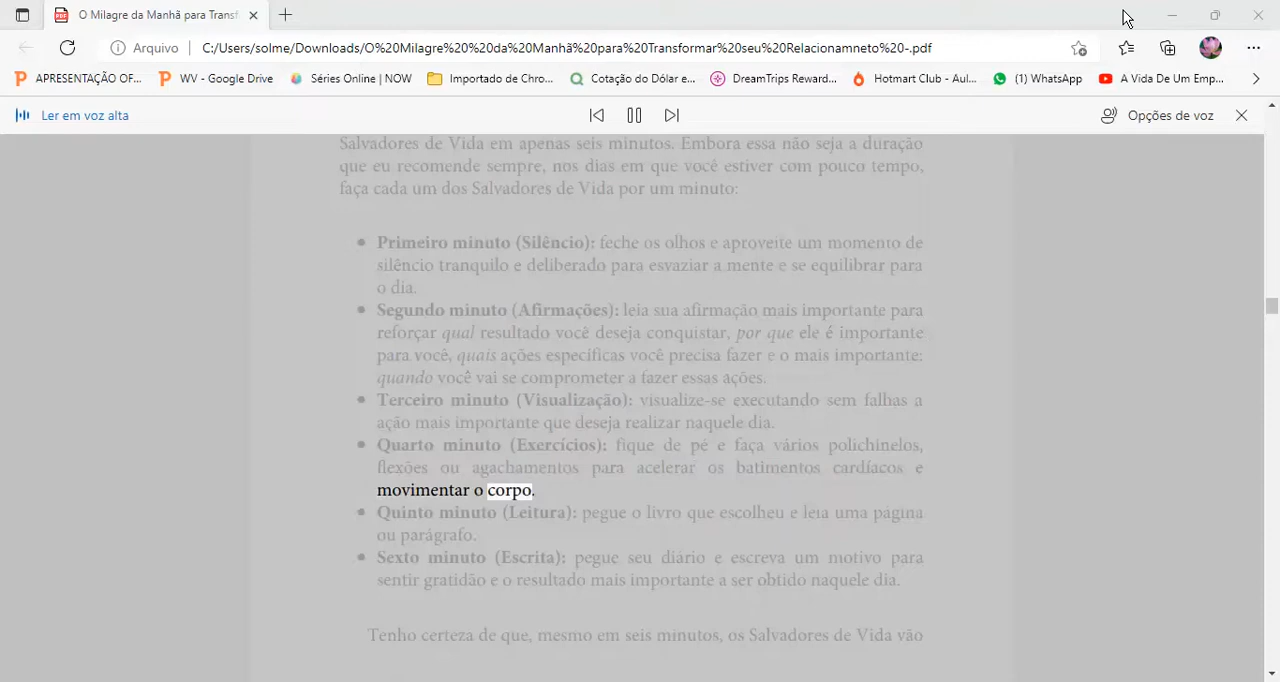 O Milagre da Manhã para Transf
Arquivo
C:/Users/solme/Downloads/O%20Milagre%20%20da%20Manhã%20para%20Transformar%20seu%20Relacionamneto%20-.pdf
APRESENTAÇÃO OF...
WV - Google Drive
Séries Online | NOW
Importado de Chro...
Cotação do Dólar e...
DreamTrips Reward...
Hotmart Club - Aul...
(1) WhatsApp
A Vida De Um Emp...
Ler em voz alta
Opções de voz
Salvadores de Vida em apenas seis minutos. Embora essa não seja a duração
que eu recomende sempre, nos dias em que você estiver com pouco tempo,
faça cada um dos Salvadores de Vida por um minuto:
• Primeiro minuto (Silêncio): feche os olhos e aproveite um momento de
silêncio tranquilo e deliberado para esvaziar a mente e se equilibrar para
o dia.
• Segundo minuto (Afirmações): leia sua afirmação mais importante para
reforçar qual resultado você deseja conquistar, por que ele é importante
para você, quais ações específicas você precisa fazer e o mais importante:
quando você vai se comprometer a fazer essas ações.
• Terceiro minuto (Visualização): visualize-se executando sem falhas a
ação mais importante que deseja realizar naquele dia.
• Quarto minuto (Exercícios): fique de pé e faça vários polichinelos,
flexões ou agachamentos para acelerar os batimentos cardíacos e
movimentar o corpo.
• Quinto minuto (Leitura): pegue o livro que escolheu e leia uma página
ou parágrafo.
• Sexto minuto (Escrita): pegue seu diário e escreva um motivo para
sentir gratidão e o resultado mais importante a ser obtido naquele dia.
Tenho certeza de que, mesmo em seis minutos, os Salvadores de Vida vão